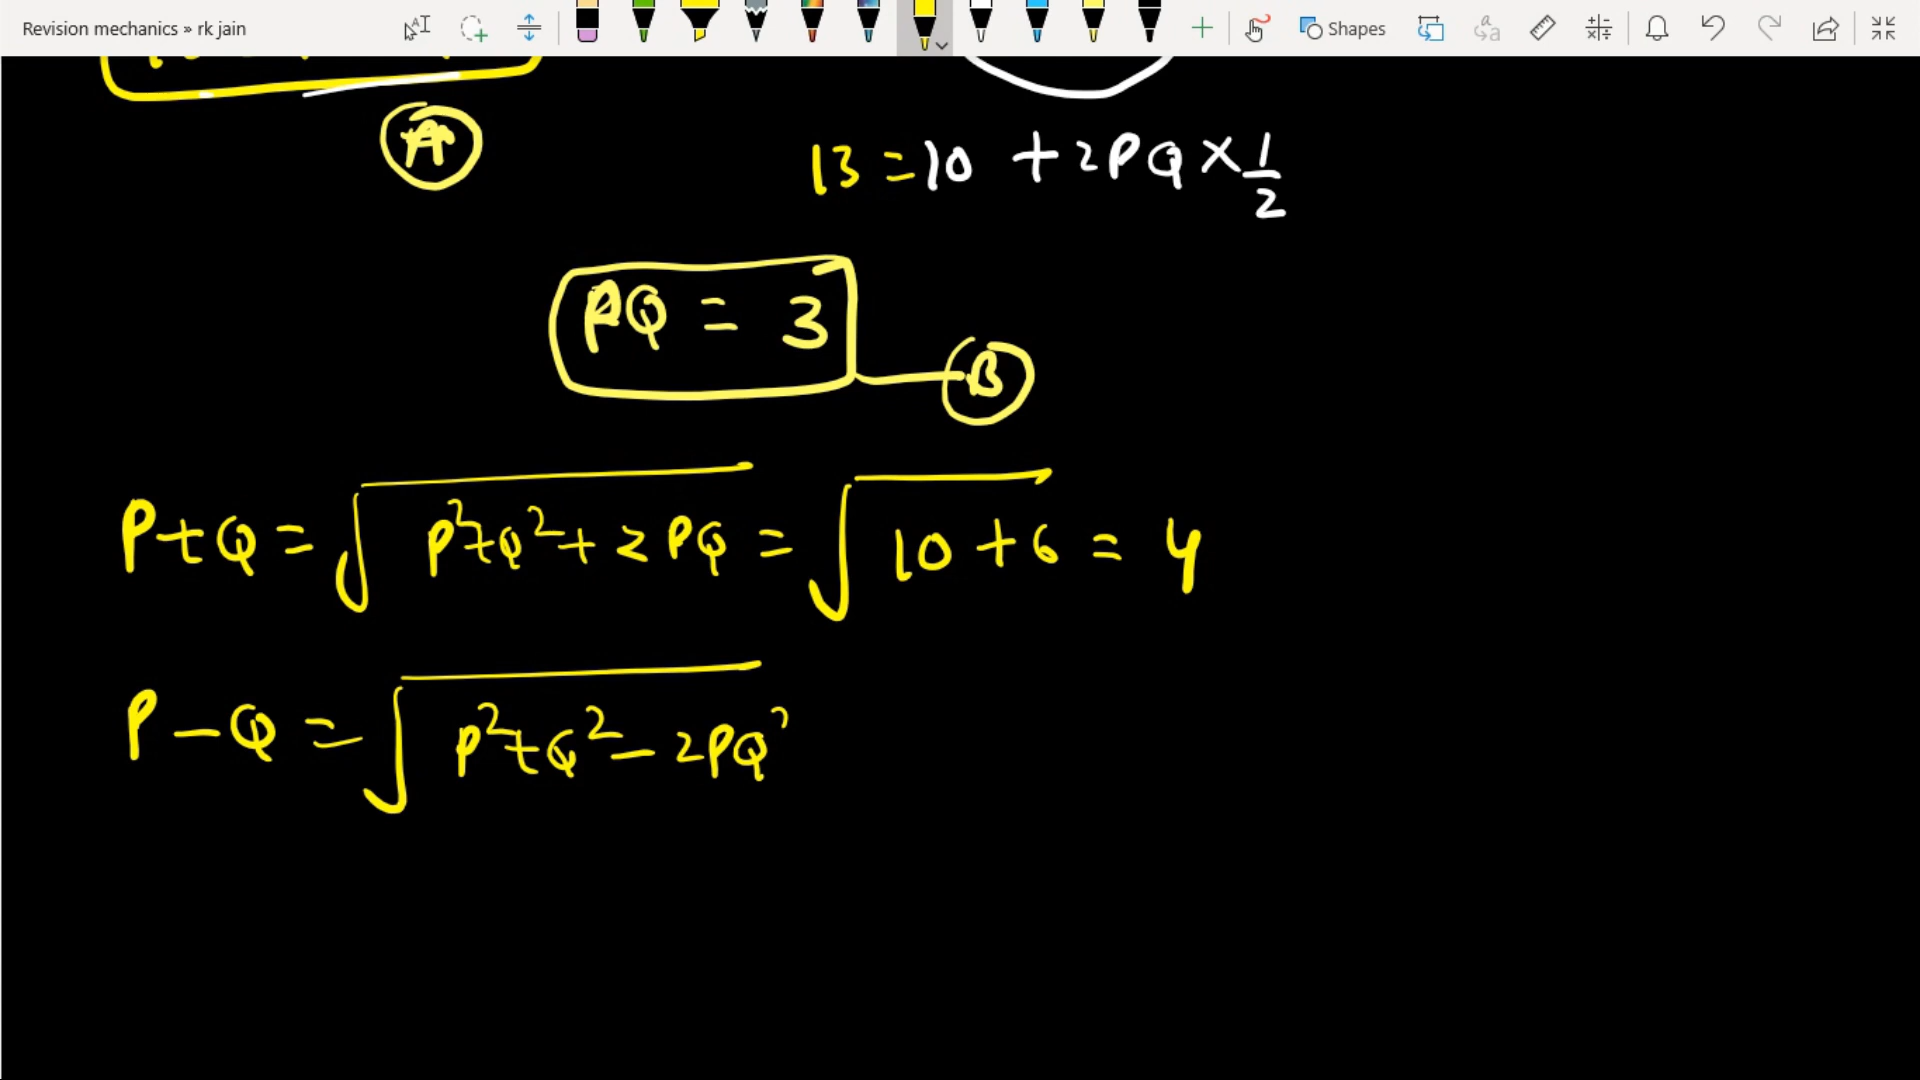 Revision mechanics » rk jain
Shapes
A
13 = 10 + 2PQ × 1/2
PQ = 3
B
P+Q = √(P²+Q²+2PQ) = √(10+6) = 4
P-Q = √(P²+Q²-2PQ)